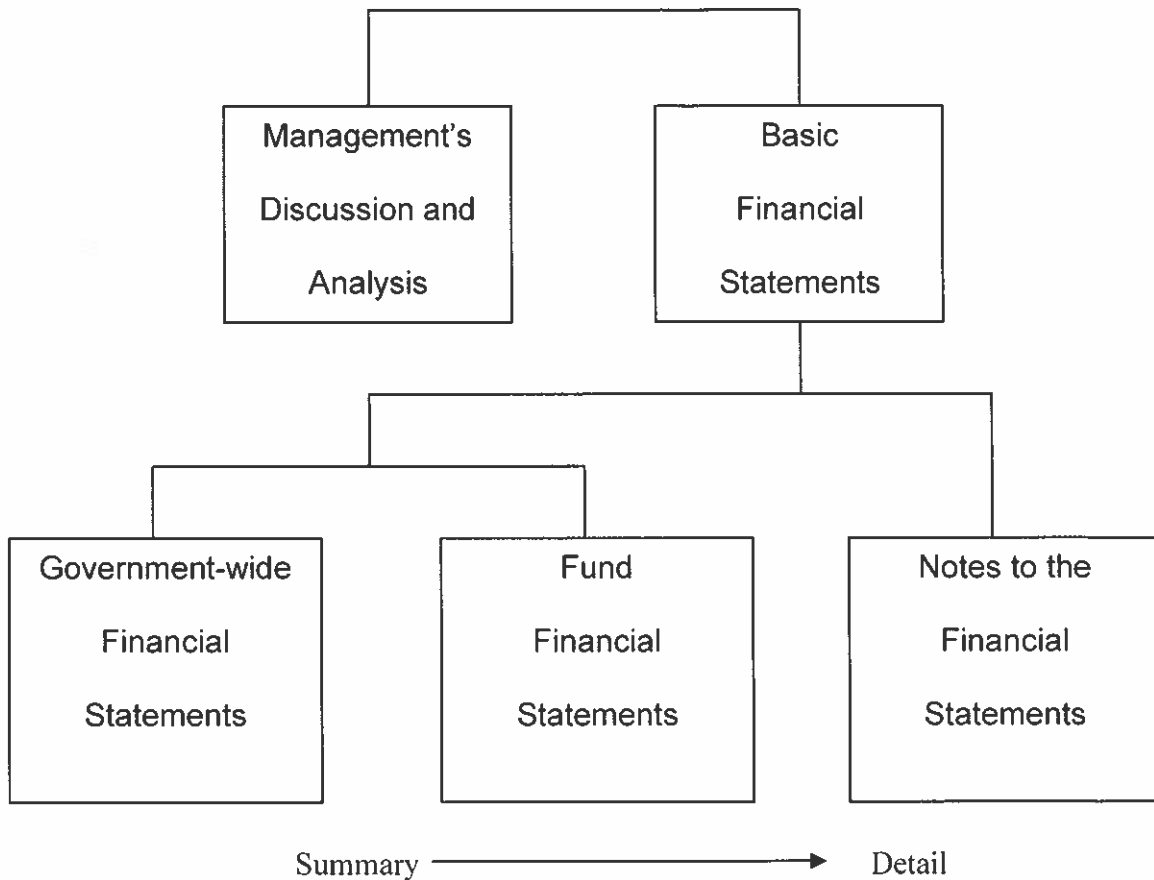 Management's
Discussion and
Analysis
Basic
Financial
Statements
Government-wide
Financial
Statements
Fund
Financial
Statements
Notes to the
Financial
Statements
Summary
Detail